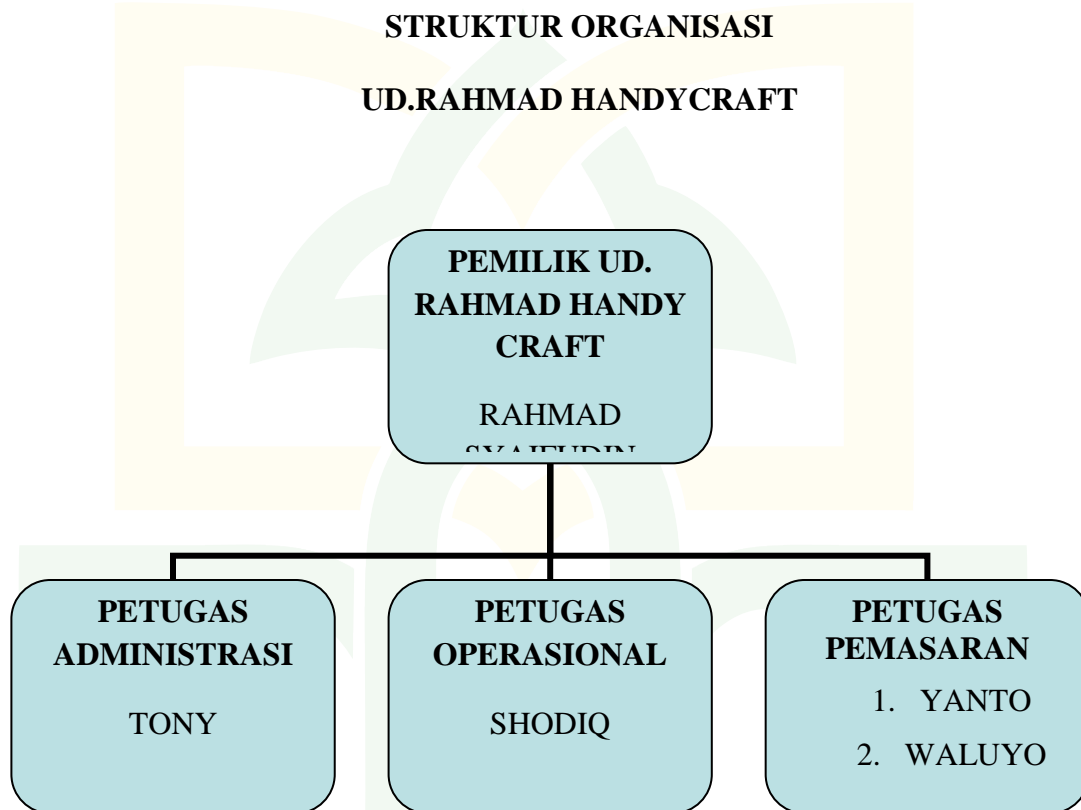 STRUKTUR ORGANISASI
UD.RAHMAD HANDYCRAFT
PEMILIK UD.
RAHMAD HANDY
CRAFT
RAHMAD
SYAIFUDIN
PETUGAS
ADMINISTRASI
TONY
PETUGAS
OPERASIONAL
SHODIQ
PETUGAS
PEMASARAN
1. YANTO
2. WALUYO